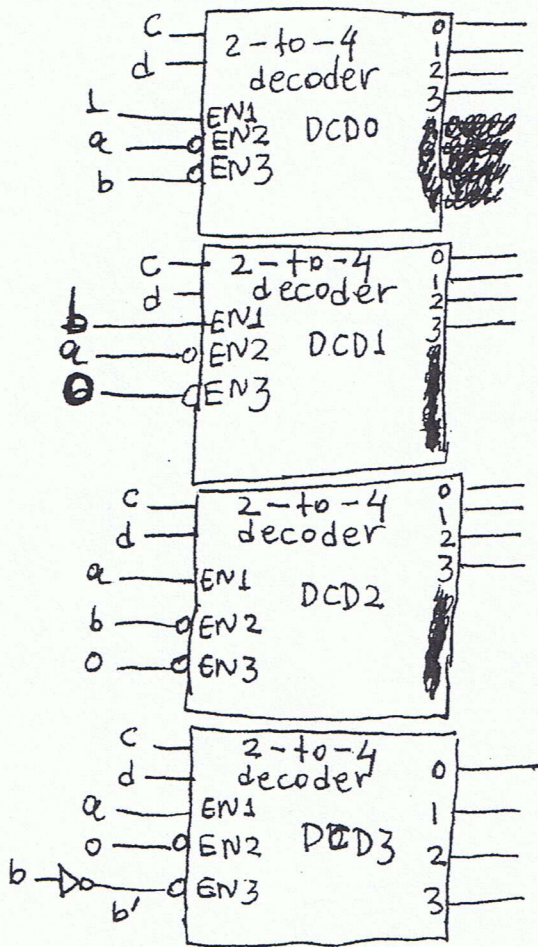 c 2-to-4 0
d decoder 1
2
3
1 EN1 DCD0
a EN2
b EN3
c 2-to-4 0
d decoder 1
b EN1 2
a EN2 DCD1 3
0 EN3
c 2-to-4 0
d decoder 1
2
a EN1 DCD2 3
b EN2
0 EN3
c 2-to-4
d decoder 0
a EN1 1
0 EN2 DCD3 2
b b' EN3 3